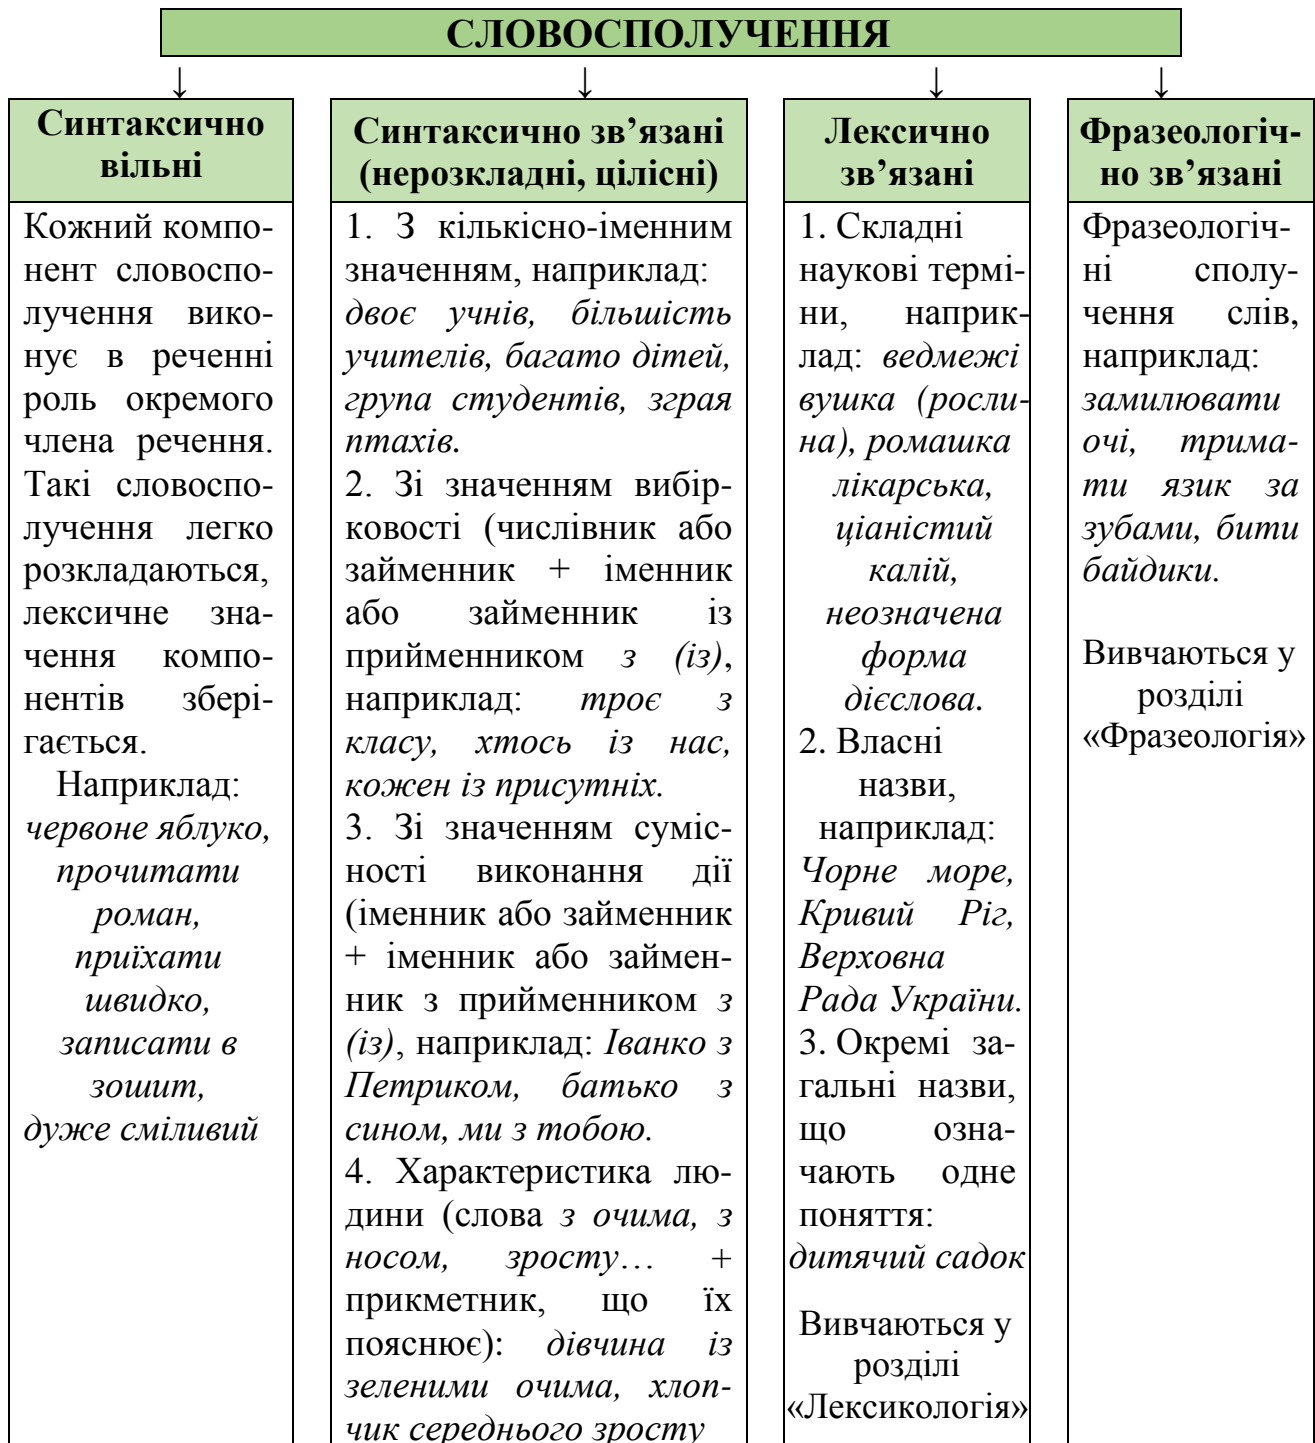 СЛОВОСПОЛУЧЕННЯ
↓ ↓ ↓ ↓
Синтаксично
вільні
Кожний компо-
нент словоспо-
лучення вико-
нує в реченні
роль окремого
члена речення.
Такі словоспо-
лучення легко
розкладаються,
лексичне зна-
чення компо-
нентів збері-
гається.
Наприклад:
червоне яблуко,
прочитати
роман,
приїхати
швидко,
записати в
зошит,
дуже сміливий
Синтаксично зв’язані
(нерозкладні, цілісні)
1. З кількісно-іменним
значенням, наприклад:
двоє учнів, більшість
учителів, багато дітей,
група студентів, зграя
птахів.
2. Зі значенням вибір-
ковості (числівник або
займенник + іменник
або займенник із
прийменником з (із),
наприклад: троє з
класу, хтось із нас,
кожен із присутніх.
3. Зі значенням суміс-
ності виконання дії
(іменник або займенник
+ іменник або займен-
ник з прийменником з
(із), наприклад: Іванко з
Петриком, батько з
сином, ми з тобою.
4. Характеристика лю-
дини (слова з очима, з
носом, зросту… +
прикметник, що їх
пояснює): дівчина із
зеленими очима, хлоп-
чик середнього зросту
Лексично
зв’язані
1. Складні
наукові термі-
ни, наприк-
лад: ведмежі
вушка (росли-
на), ромашка
лікарська,
ціаністий
калій,
неозначена
форма
дієслова.
2. Власні
назви,
наприклад:
Чорне море,
Кривий Ріг,
Верховна
Рада України.
3. Окремі за-
гальні назви,
що озна-
чають одне
поняття:
дитячий садок
Вивчаються у
розділі
«Лексикологія»
Фразеологіч-
но зв’язані
Фразеологіч-
ні сполу-
чення слів,
наприклад:
замилювати
очі, трима-
ти язик за
зубами, бити
байдики.
Вивчаються у
розділі
«Фразеологія»